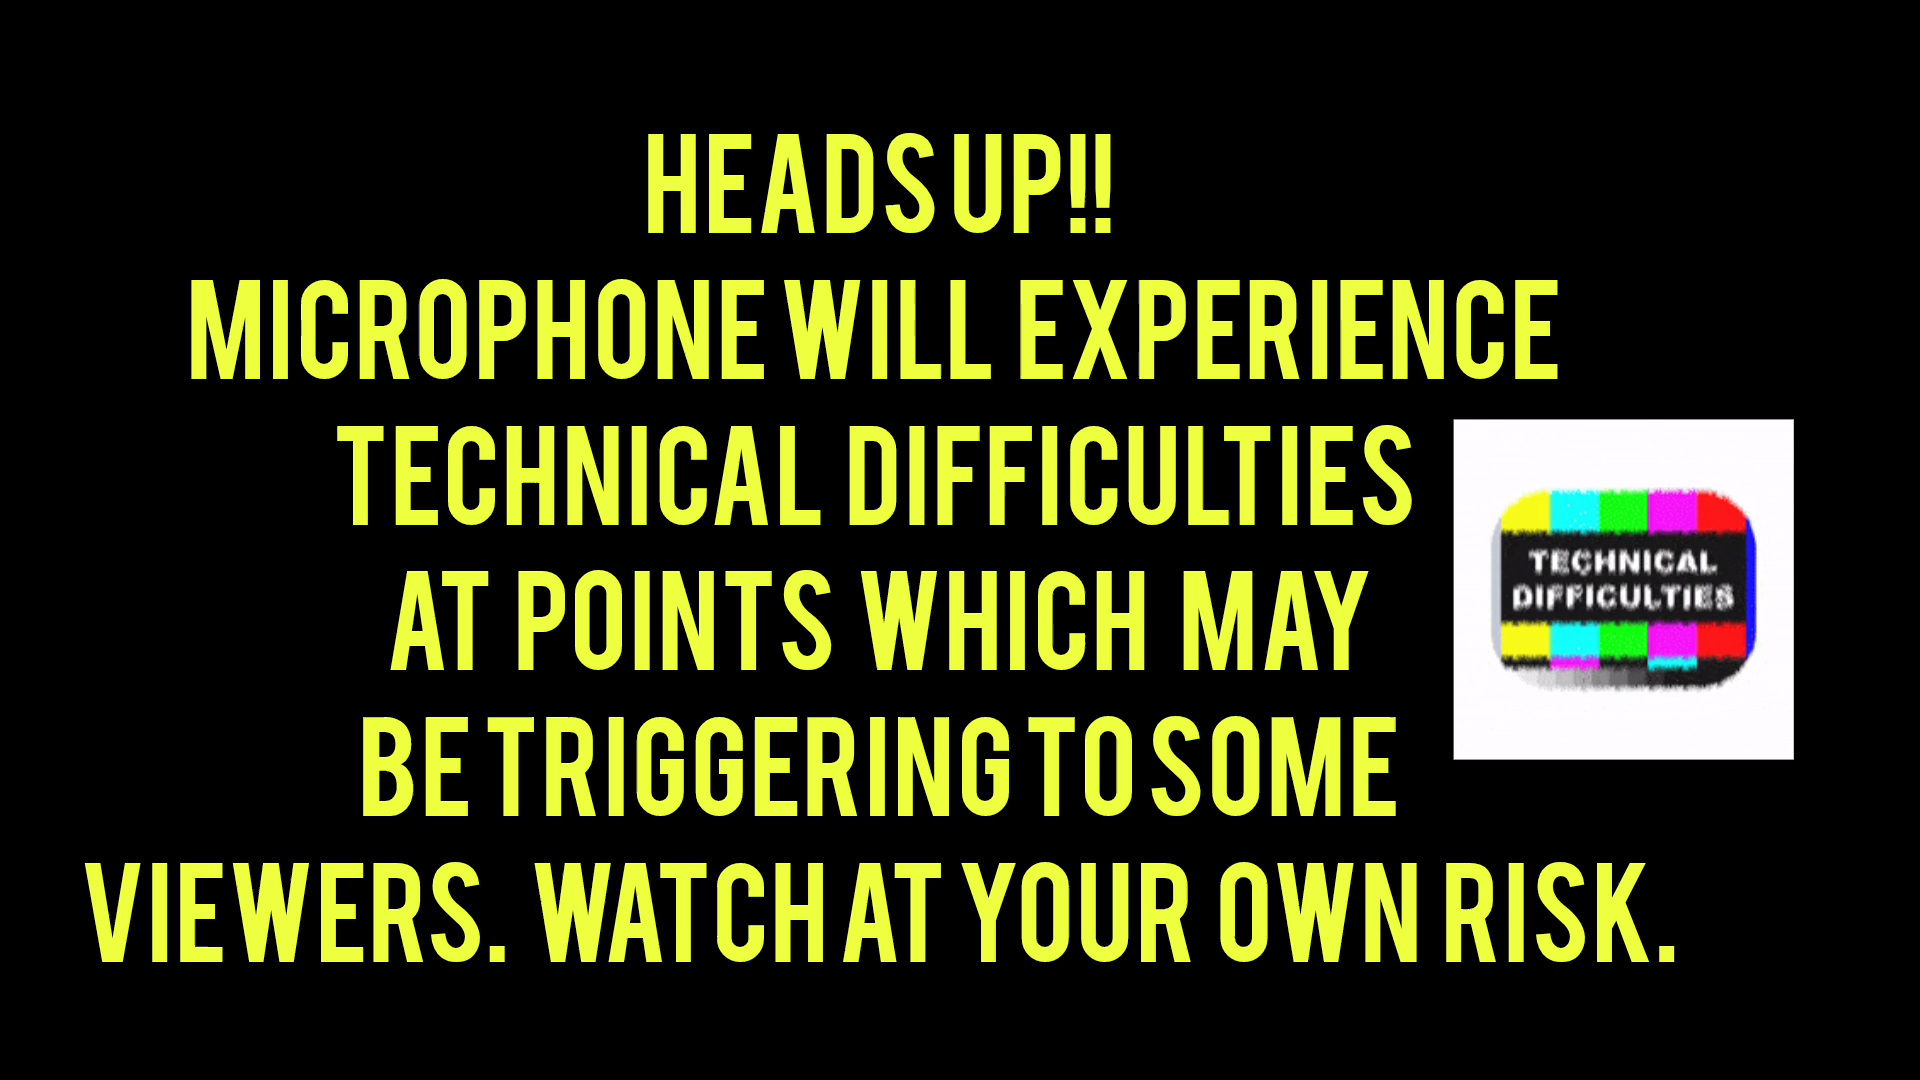 HEADS UP!!
MICROPHONE WILL EXPERIENCE
TECHNICAL DIFFICULTIES
AT POINTS WHICH MAY
BE TRIGGERING TO SOME
VIEWERS. WATCH AT YOUR OWN RISK.
TECHNICAL
DIFFICULTIES